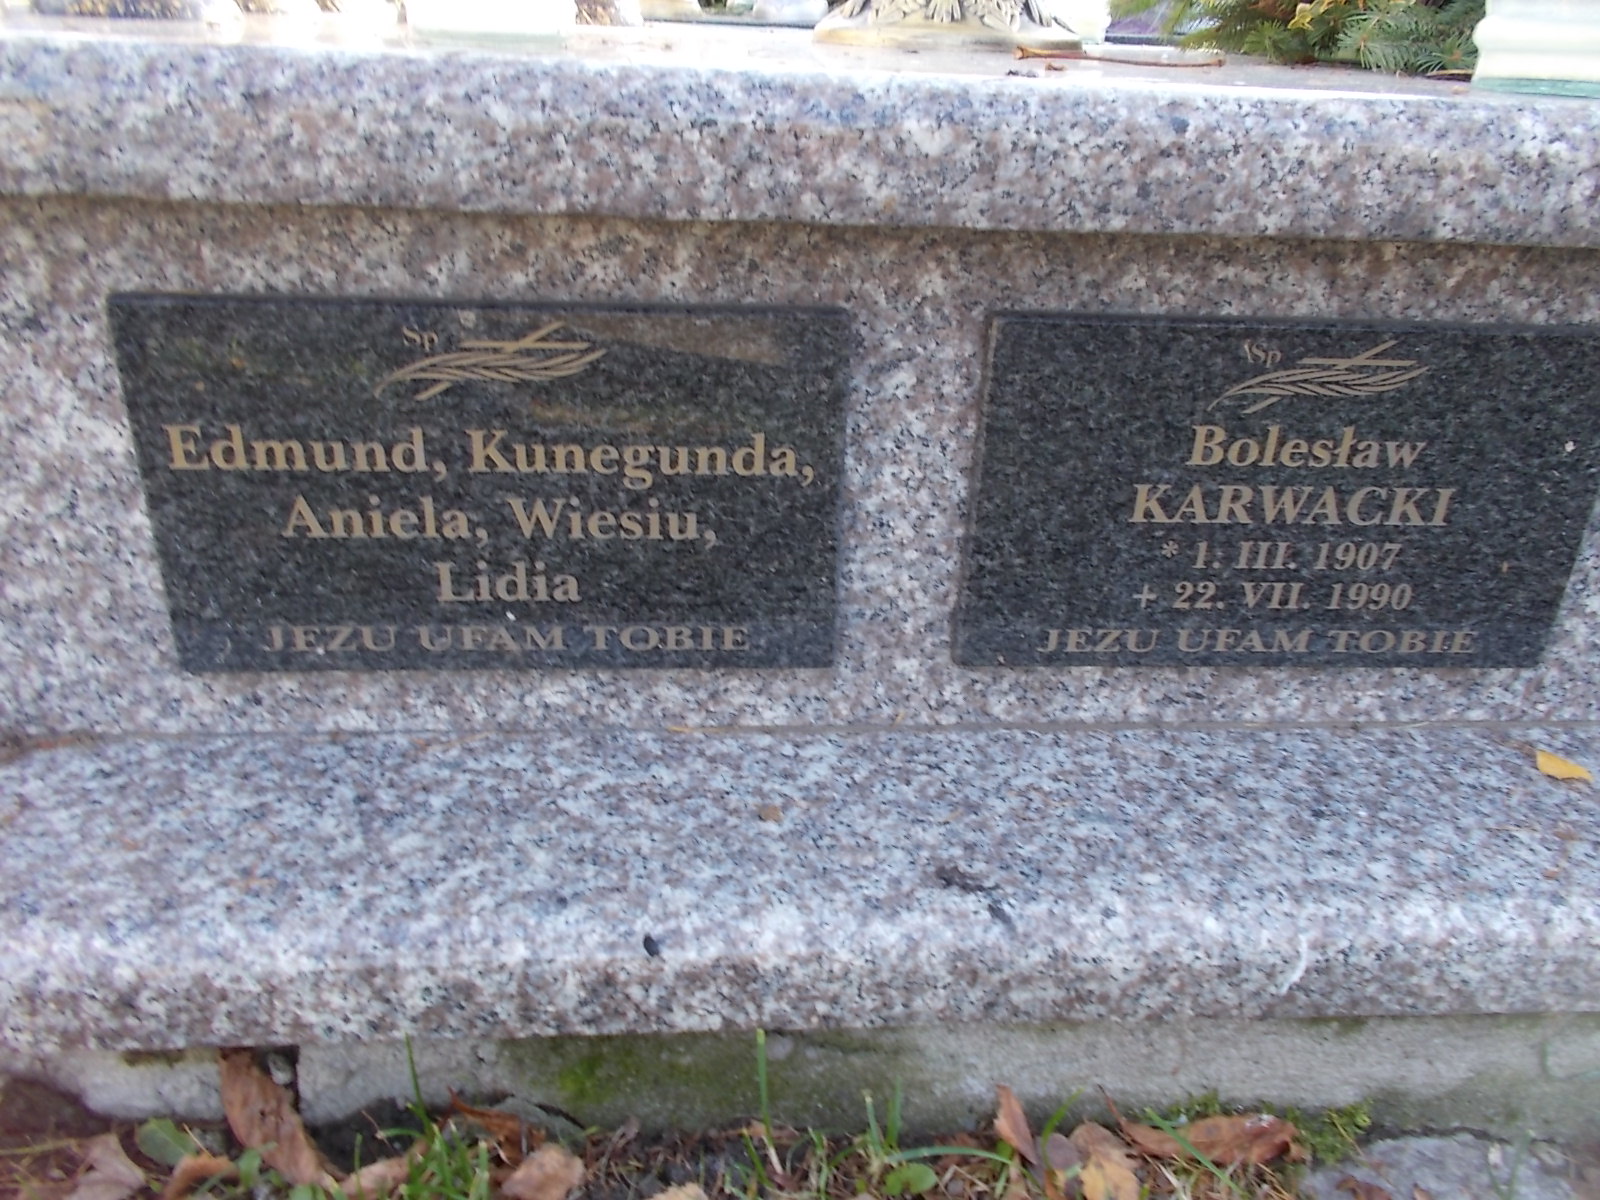 Sp
Edmund, Kunegunda,
Aniela, Wiesiu,
Lidia
JEZU UFAM TOBIE
Sp
Bolesław
KARWACKI
* 1. III. 1907
+ 22. VII. 1990
JEZU UFAM TOBIE